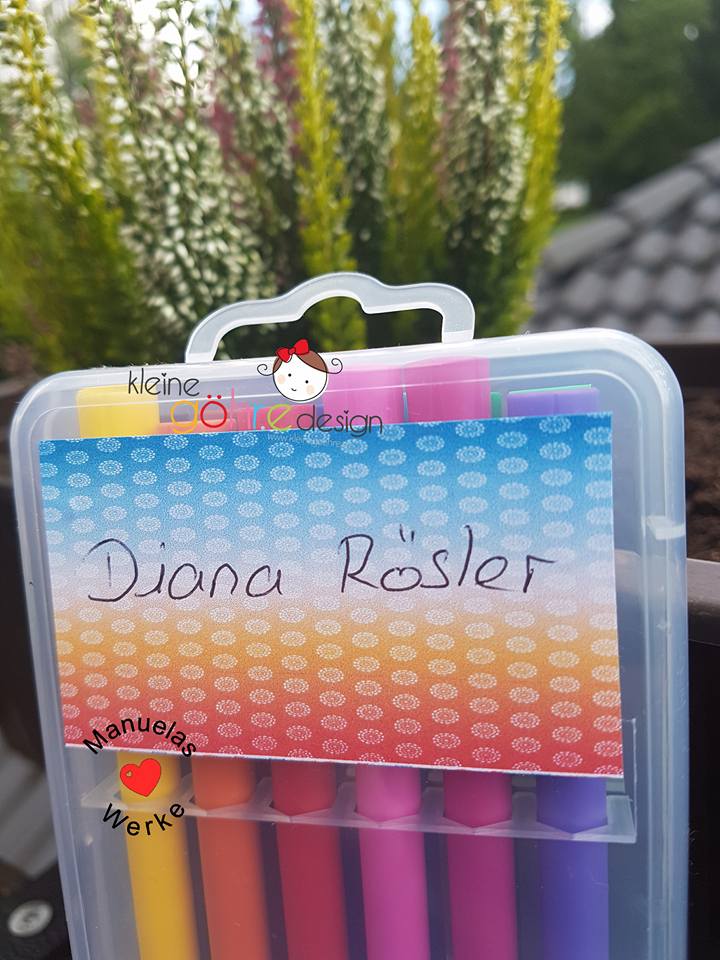 kleine
göhre design
Diana Rösler
Manuelas
Werke